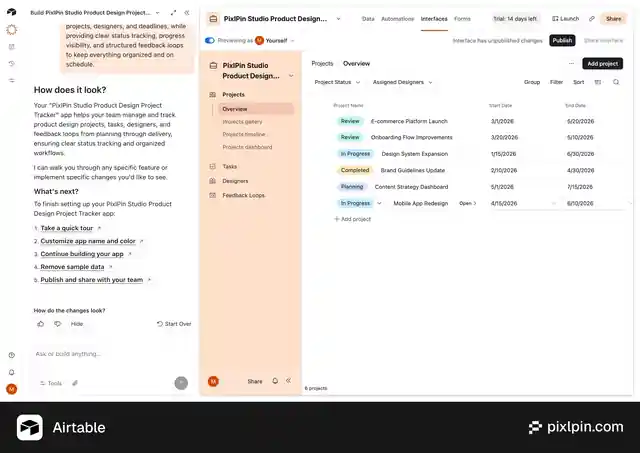 Build PixlPin Studio Product Design Project...
projects, designers, and deadlines, while
providing clear status tracking, progress
visibility, and structured feedback loops
to keep everything organized and on
schedule.
How does it look?
Your "PixlPin Studio Product Design Project
Tracker" app helps your team manage and track
product design projects, tasks, designers, and
feedback loops from planning through delivery,
ensuring clear status tracking and organized
workflows.
I can walk you through any specific feature or
implement specific changes you'd like to see.
What's next?
To finish setting up your PixlPin Studio Product
Design Project Tracker app:
1. Take a quick tour
2. Customize app name and color
3. Continue building your app
4. Remove sample data
5. Publish and share with your team
How do the changes look?
Hide
Start Over
Ask or build anything...
Tools
M
PixlPin Studio Product Design...
Data Automations Interfaces Forms
Trial: 14 days left
Launch
Share
Previewing as M Yourself
Interface has unpublished changes
Publish
Share interface
PixlPin Studio
Product Design...
Projects
Overview
Projects gallery
Projects timeline
Projects dashboard
Tasks
Designers
Feedback Loops
M Share
Projects Overview
Add project
Project Status Assigned Designers
Group Filter Sort
Project Name Start Date End Date
Review E-commerce Platform Launch 3/1/2026 5/20/2026
Review Onboarding Flow Improvements 3/20/2026 5/10/2026
In Progress Design System Expansion 1/15/2026 6/30/2026
Completed Brand Guidelines Update 2/10/2026 4/30/2026
Planning Content Strategy Dashboard 5/1/2026 7/15/2026
In Progress Mobile App Redesign Open 4/15/2026 6/10/2026
+ Add project
6 projects
Airtable
pixlpin.com